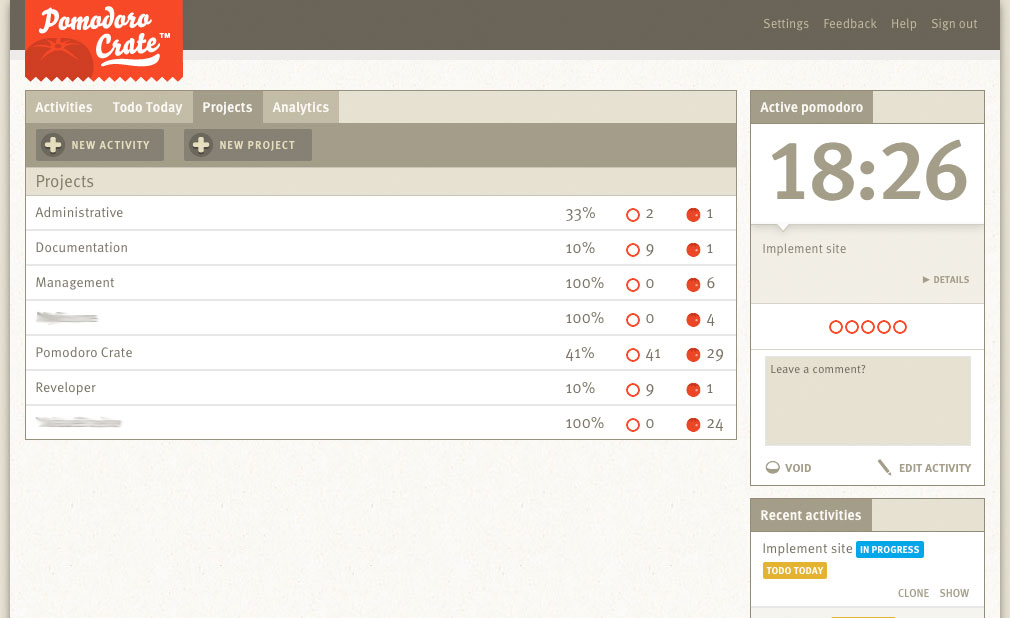 Pomodoro
Crate™
Settings Feedback Help Sign out
Activities Todo Today Projects Analytics
NEW ACTIVITY NEW PROJECT
Projects
Administrative 33% 2 1
Documentation 10% 9 1
Management 100% 0 6
100% 0 4
Pomodoro Crate 41% 41 29
Reveloper 10% 9 1
100% 0 24
Active pomodoro
18:26
Implement site
DETAILS
Leave a comment?
VOID EDIT ACTIVITY
Recent activities
Implement site IN PROGRESS
TODO TODAY
CLONE SHOW